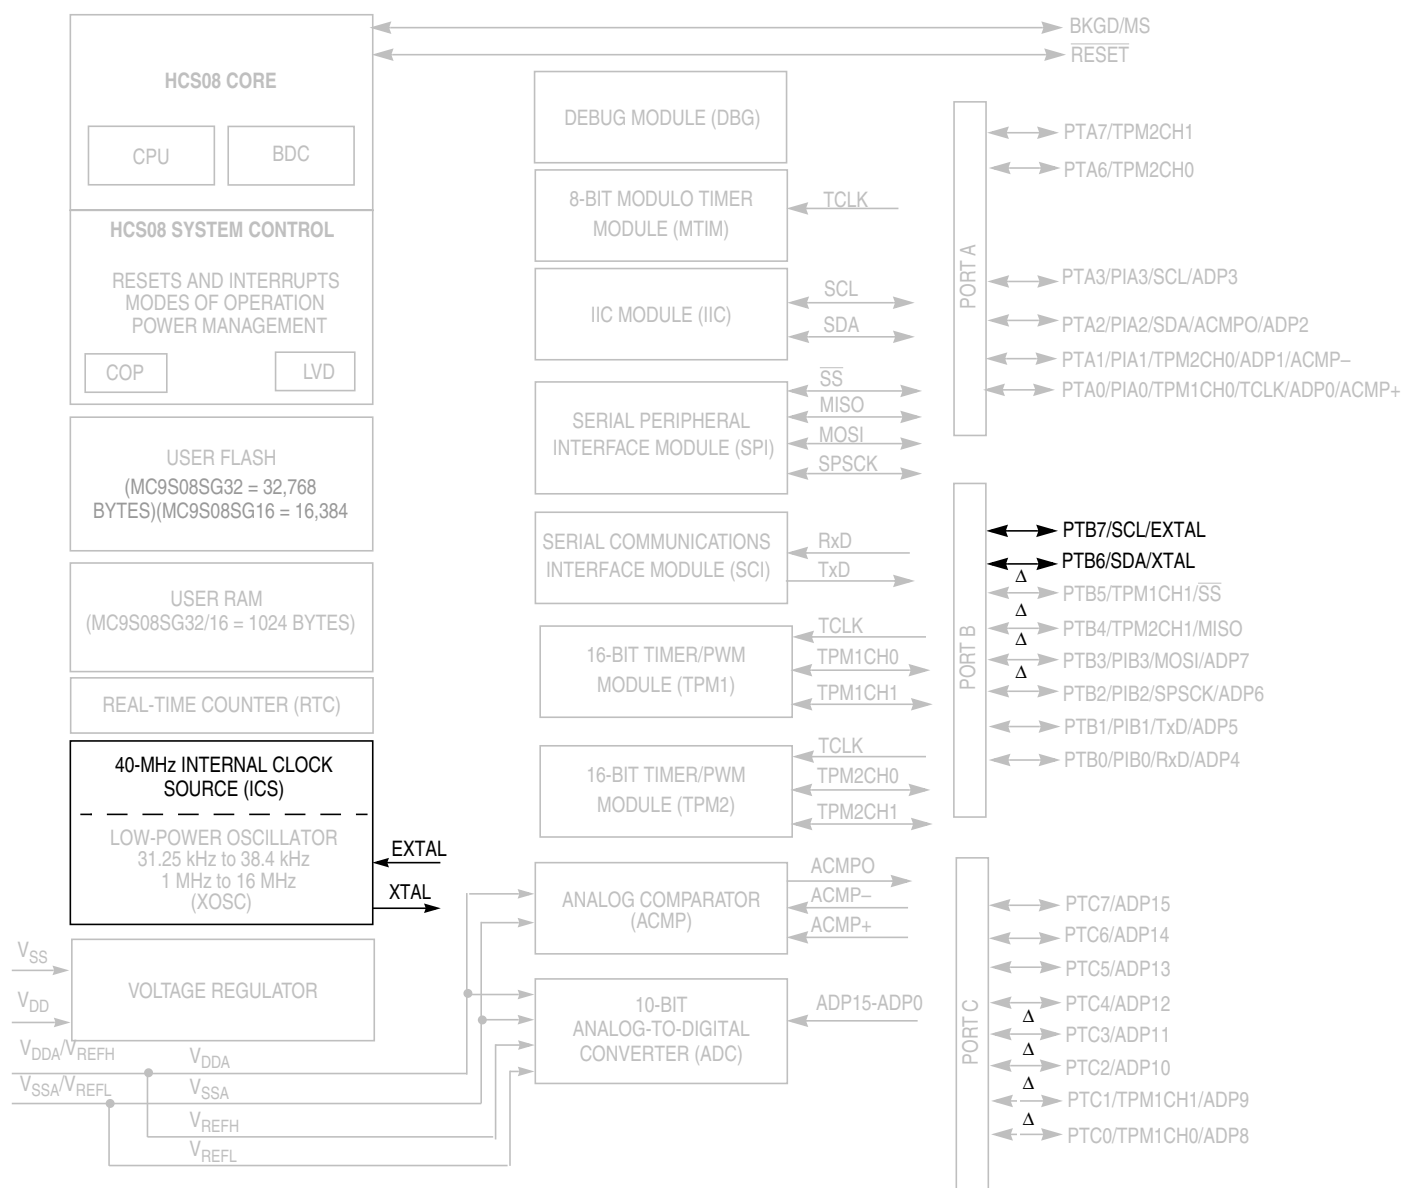 BKGD/MS
RESET
HCS08 CORE
CPU
BDC
HCS08 SYSTEM CONTROL
RESETS AND INTERRUPTS
MODES OF OPERATION
POWER MANAGEMENT
COP
LVD
USER FLASH
(MC9S08SG32 = 32,768
BYTES)(MC9S08SG16 = 16,384
USER RAM
(MC9S08SG32/16 = 1024 BYTES)
REAL-TIME COUNTER (RTC)
40-MHz INTERNAL CLOCK
SOURCE (ICS)
LOW-POWER OSCILLATOR
31.25 kHz to 38.4 kHz
1 MHz to 16 MHz
(XOSC)
EXTAL
XTAL
VSS
VDD
VOLTAGE REGULATOR
VDDA/VREFH
VSSA/VREFL
VDDA
VSSA
VREFH
VREFL
DEBUG MODULE (DBG)
8-BIT MODULO TIMER
MODULE (MTIM)
TCLK
IIC MODULE (IIC)
SCL
SDA
SERIAL PERIPHERAL
INTERFACE MODULE (SPI)
SS
MISO
MOSI
SPSCK
SERIAL COMMUNICATIONS
INTERFACE MODULE (SCI)
RxD
TxD
16-BIT TIMER/PWM
MODULE (TPM1)
TCLK
TPM1CH0
TPM1CH1
16-BIT TIMER/PWM
MODULE (TPM2)
TCLK
TPM2CH0
TPM2CH1
ANALOG COMPARATOR
(ACMP)
ACMPO
ACMP–
ACMP+
10-BIT
ANALOG-TO-DIGITAL
CONVERTER (ADC)
ADP15-ADP0
PORT A
PTA7/TPM2CH1
PTA6/TPM2CH0
PTA3/PIA3/SCL/ADP3
PTA2/PIA2/SDA/ACMPO/ADP2
PTA1/PIA1/TPM2CH0/ADP1/ACMP–
PTA0/PIA0/TPM1CH0/TCLK/ADP0/ACMP+
PORT B
PTB7/SCL/EXTAL
PTB6/SDA/XTAL
Δ
PTB5/TPM1CH1/SS
Δ
PTB4/TPM2CH1/MISO
Δ
PTB3/PIB3/MOSI/ADP7
Δ
PTB2/PIB2/SPSCK/ADP6
PTB1/PIB1/TxD/ADP5
PTB0/PIB0/RxD/ADP4
PORT C
PTC7/ADP15
PTC6/ADP14
PTC5/ADP13
PTC4/ADP12
Δ
PTC3/ADP11
Δ
PTC2/ADP10
Δ
PTC1/TPM1CH1/ADP9
Δ
PTC0/TPM1CH0/ADP8